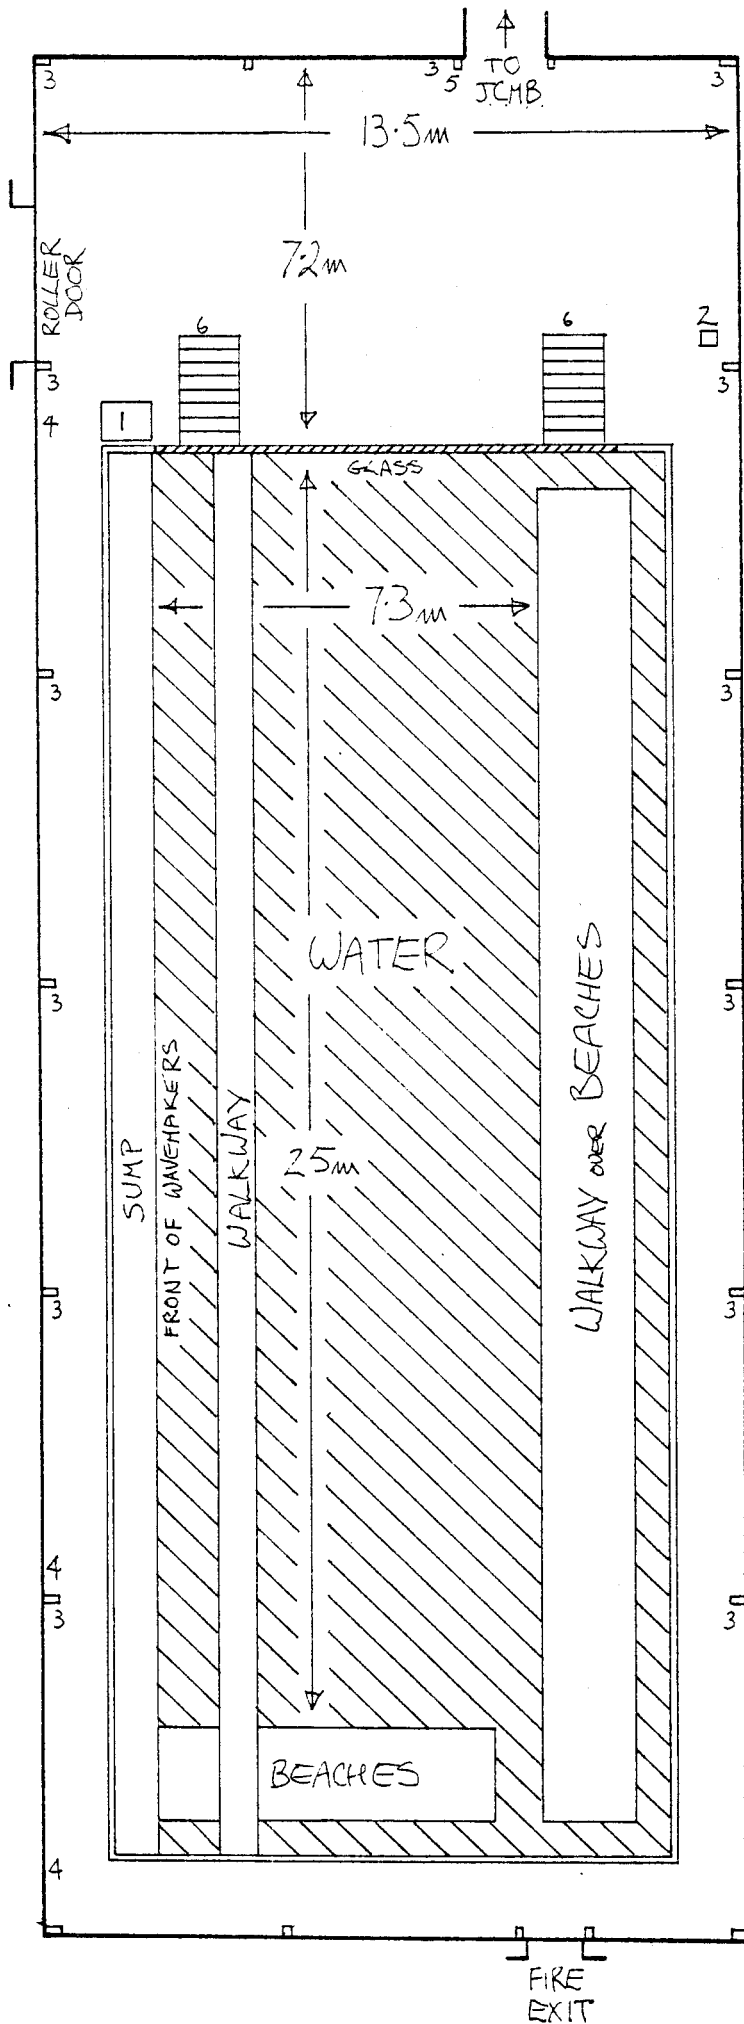 TO
JCMB
3
3
5
3
13.5m
7.2m
ROLLER
DOOR
6
6
2
3
3
4
1
GLASS
7.3m
3
3
WATER
3
3
25m
SUMP
FRONT OF WAVEMAKERS
WALKWAY
WALKWAY OVER BEACHES
3
3
4
3
3
BEACHES
4
FIRE
EXIT